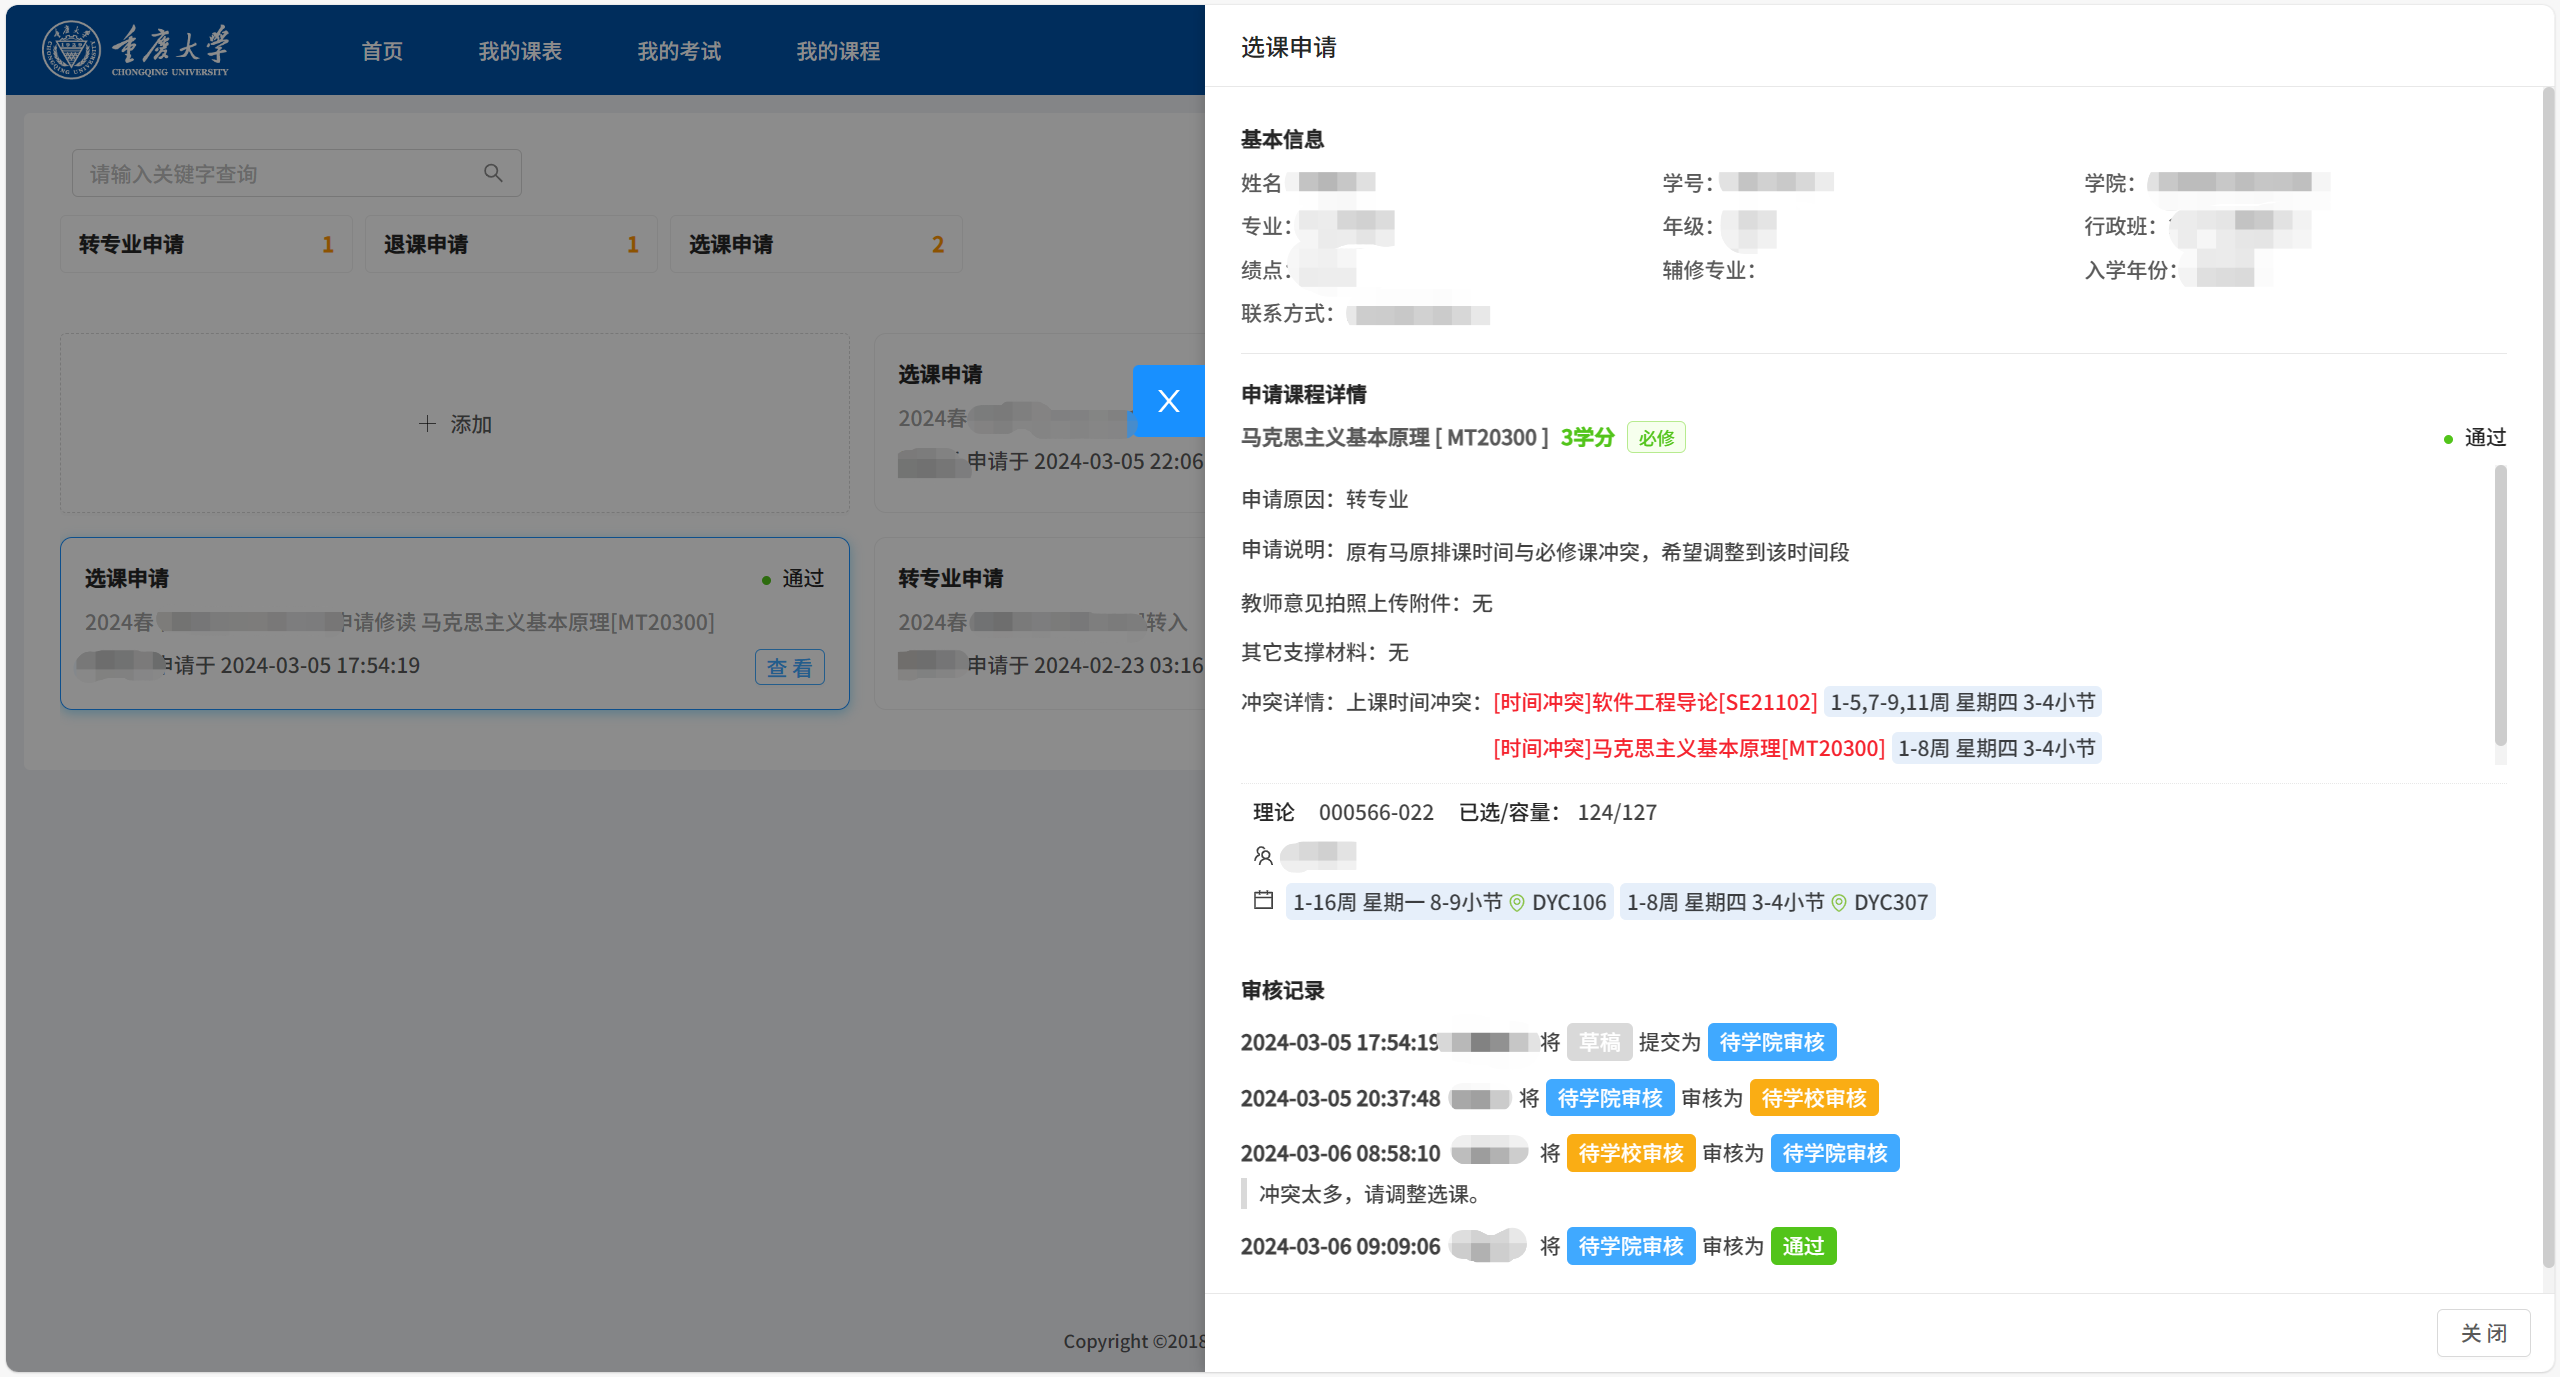 重庆大学
CHONGQING UNIVERSITY
首页 我的课表 我的考试 我的课程
请输入关键字查询
转专业申请 1 退课申请 1 选课申请 2
添加
选课申请
2024春
申请于 2024-03-05 22:06
选课申请 通过
2024春 申请修读 马克思主义基本原理[MT20300]
申请于 2024-03-05 17:54:19
查 看
转专业申请
2024春 转入
申请于 2024-02-23 03:16
Copyright ©2018
X
选课申请
基本信息
姓名 学号： 学院：
专业： 年级： 行政班：
绩点： 辅修专业： 入学年份：
联系方式：
申请课程详情
马克思主义基本原理 [ MT20300 ] 3学分 必修 通过
申请原因：转专业
申请说明：原有马原排课时间与必修课冲突，希望调整到该时间段
教师意见拍照上传附件：无
其它支撑材料：无
冲突详情：上课时间冲突：[时间冲突]软件工程导论[SE21102] 1-5,7-9,11周 星期四 3-4小节
[时间冲突]马克思主义基本原理[MT20300] 1-8周 星期四 3-4小节
理论 000566-022 已选/容量： 124/127
1-16周 星期一 8-9小节 DYC106 1-8周 星期四 3-4小节 DYC307
审核记录
2024-03-05 17:54:19 将 草稿 提交为 待学院审核
2024-03-05 20:37:48 将 待学院审核 审核为 待学校审核
2024-03-06 08:58:10 将 待学校审核 审核为 待学院审核
冲突太多，请调整选课。
2024-03-06 09:09:06 将 待学院审核 审核为 通过
关 闭